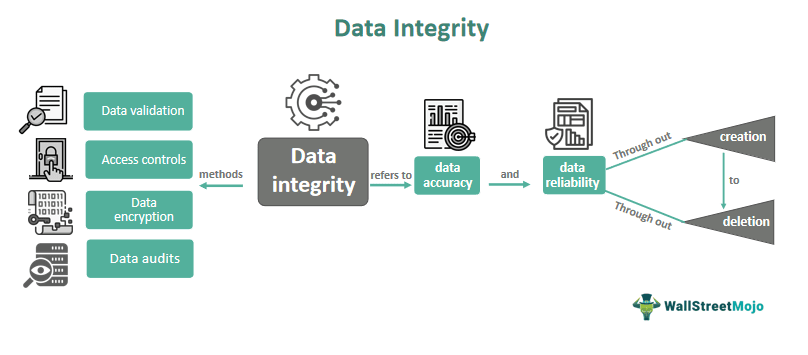 Data Integrity
Data validation
Access controls
Data
encryption
Data audits
methods
Data
integrity
refers to
data
accuracy
and
data
reliability
Through out
Through out
creation
to
deletion
WallStreetMojo